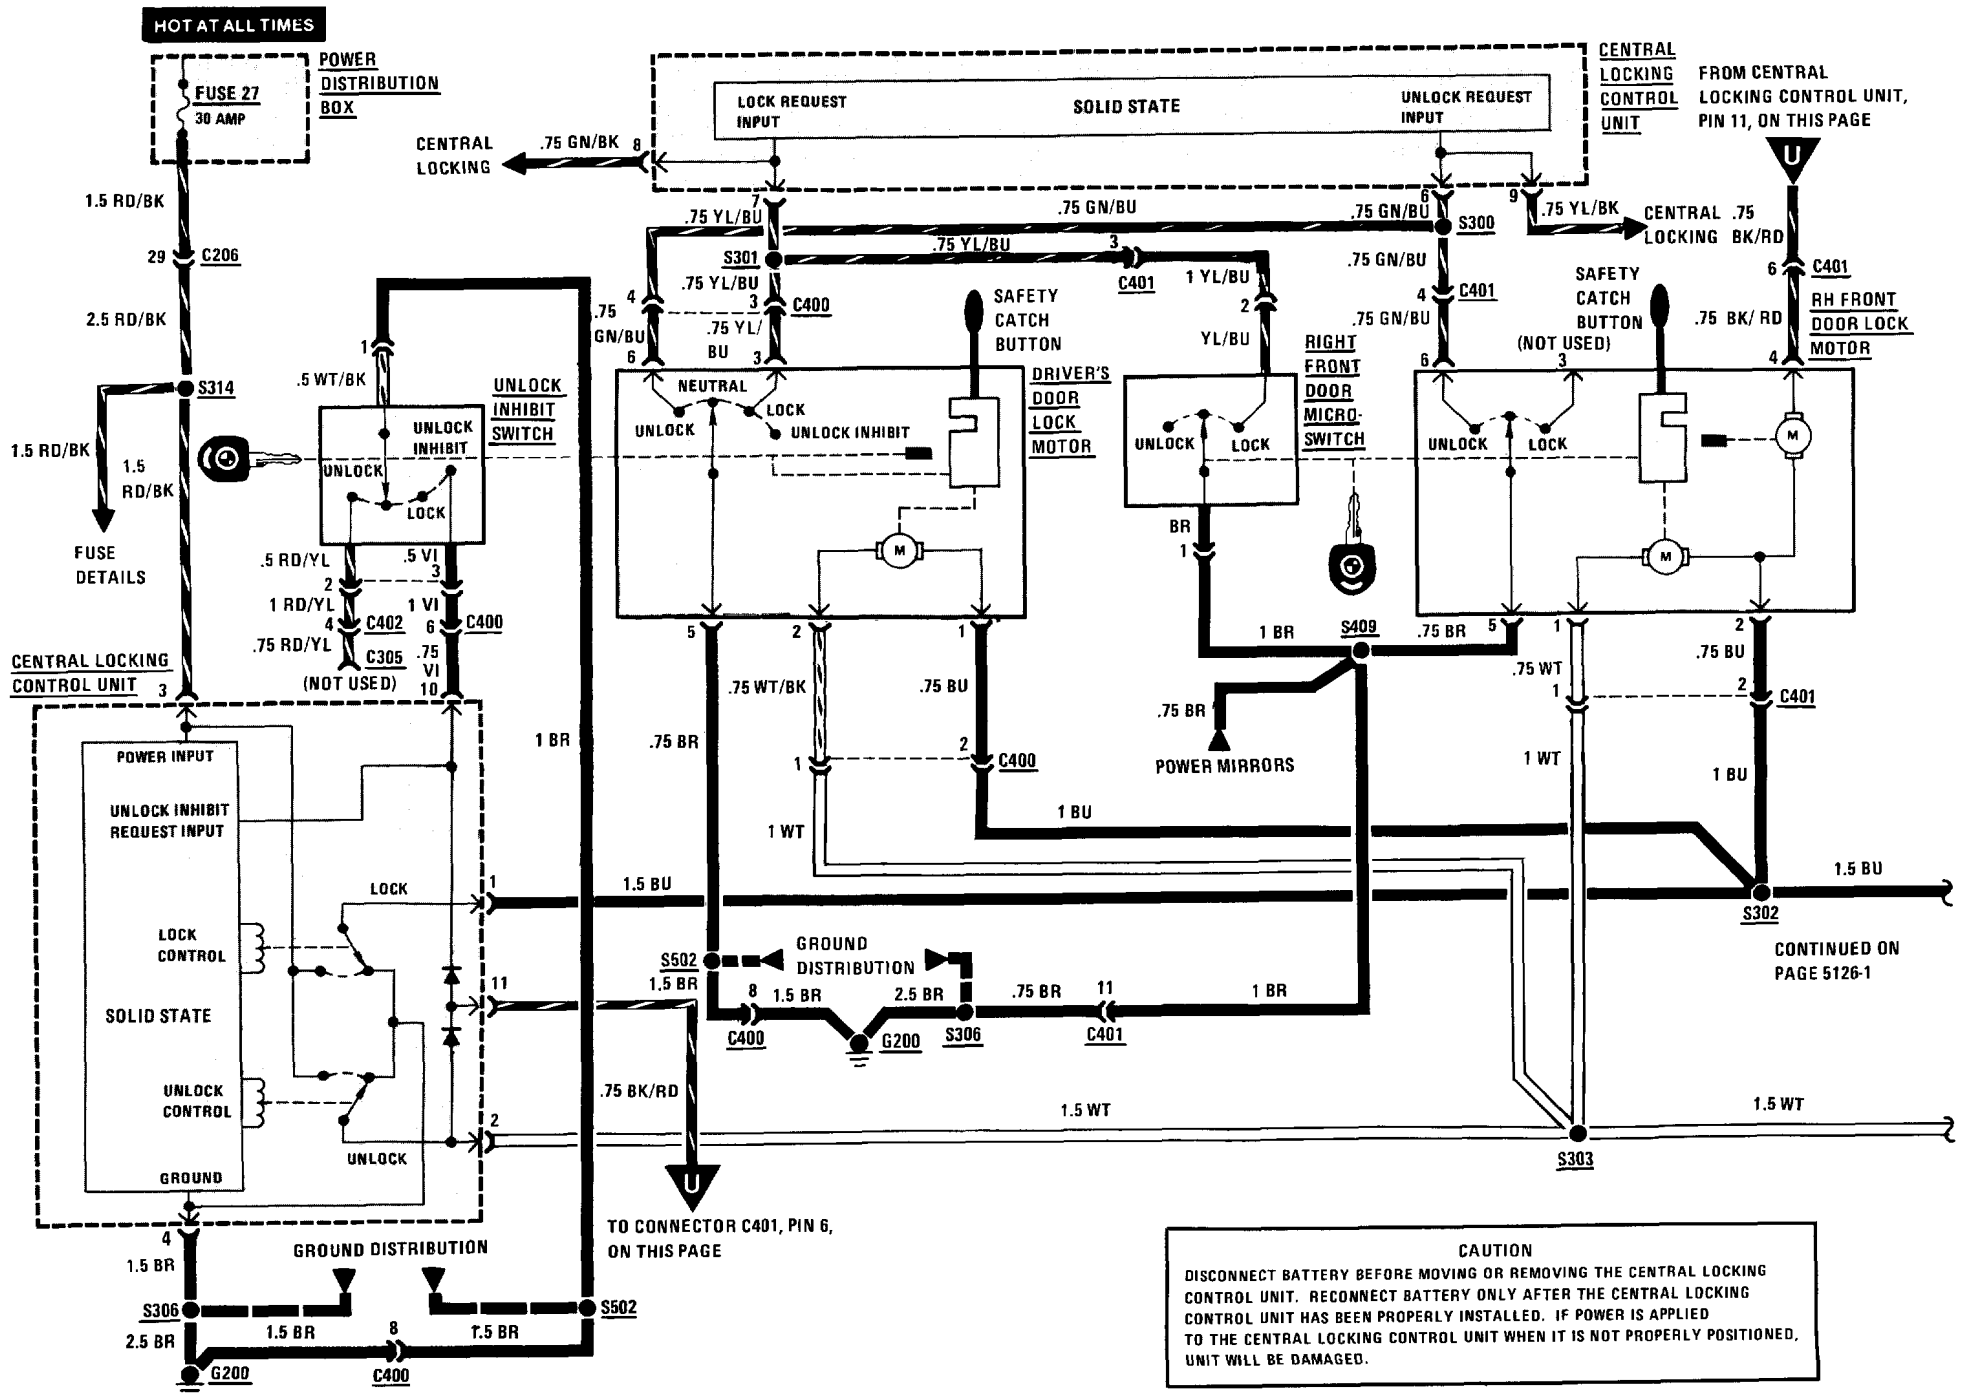 HOT AT ALL TIMES
POWER
DISTRIBUTION
BOX
FUSE 27
30 AMP
1.5 RD/BK
29
C206
2.5 RD/BK
S314
1.5 RD/BK
1.5
RD/BK
FUSE
DETAILS
CENTRAL
LOCKING
.75 GN/BK
8
LOCK REQUEST
INPUT
SOLID STATE
UNLOCK REQUEST
INPUT
CENTRAL
LOCKING
CONTROL
UNIT
FROM CENTRAL
LOCKING CONTROL UNIT,
PIN 11, ON THIS PAGE
U
7
6
9
.75 YL/BU
.75 GN/BU
.75 GN/BU
S300
.75 YL/BK
CENTRAL
LOCKING
.75
BK/RD
S301
.75 YL/BU
3
C401
1 YL/BU
.75 GN/BU
.75 YL/BU
4
3
C400
2
4
C401
6
C401
.75
GN/BU
.75 YL/
BU
YL/BU
.75 GN/BU
.75 BK/RD
6
3
SAFETY
CATCH
BUTTON
SAFETY
CATCH
BUTTON
RH FRONT
DOOR LOCK
MOTOR
(NOT USED)
6
3
4
1
.5 WT/BK
UNLOCK
INHIBIT
SWITCH
UNLOCK
INHIBIT
UNLOCK
LOCK
NEUTRAL
LOCK
UNLOCK
UNLOCK INHIBIT
M
DRIVER'S
DOOR
LOCK
MOTOR
RIGHT
FRONT
DOOR
MICRO-
SWITCH
UNLOCK
LOCK
UNLOCK
LOCK
M
M
BR
1
.5 RD/YL
.5 VI
2
3
1 RD/YL
1 VI
4
C402
6
C400
.75 RD/YL
C305
(NOT USED)
.75
VI
10
5
2
1
1 BR
S409
.75 BR
5
1
2
.75 WT
.75 BU
1
2
C401
.75 WT/BK
.75 BU
.75 BR
POWER MIRRORS
CENTRAL LOCKING
CONTROL UNIT
3
POWER INPUT
UNLOCK INHIBIT
REQUEST INPUT
LOCK
LOCK
CONTROL
SOLID STATE
UNLOCK
CONTROL
UNLOCK
GROUND
1 BR
.75 BR
1
2
C400
1 WT
1 BU
1 WT
1 BU
1
1.5 BU
1.5 BU
S302
CONTINUED ON
PAGE 5126-1
11
S502
GROUND
DISTRIBUTION
1.5 BR
8
C400
1.5 BR
G200
2.5 BR
S306
.75 BR
11
C401
1 BR
.75 BK/RD
2
1.5 WT
1.5 WT
S303
U
TO CONNECTOR C401, PIN 6,
ON THIS PAGE
4
1.5 BR
GROUND DISTRIBUTION
S306
S502
2.5 BR
1.5 BR
8
C400
1.5 BR
G200
CAUTION
DISCONNECT BATTERY BEFORE MOVING OR REMOVING THE CENTRAL LOCKING
CONTROL UNIT. RECONNECT BATTERY ONLY AFTER THE CENTRAL LOCKING
CONTROL UNIT HAS BEEN PROPERLY INSTALLED. IF POWER IS APPLIED
TO THE CENTRAL LOCKING CONTROL UNIT WHEN IT IS NOT PROPERLY POSITIONED,
UNIT WILL BE DAMAGED.